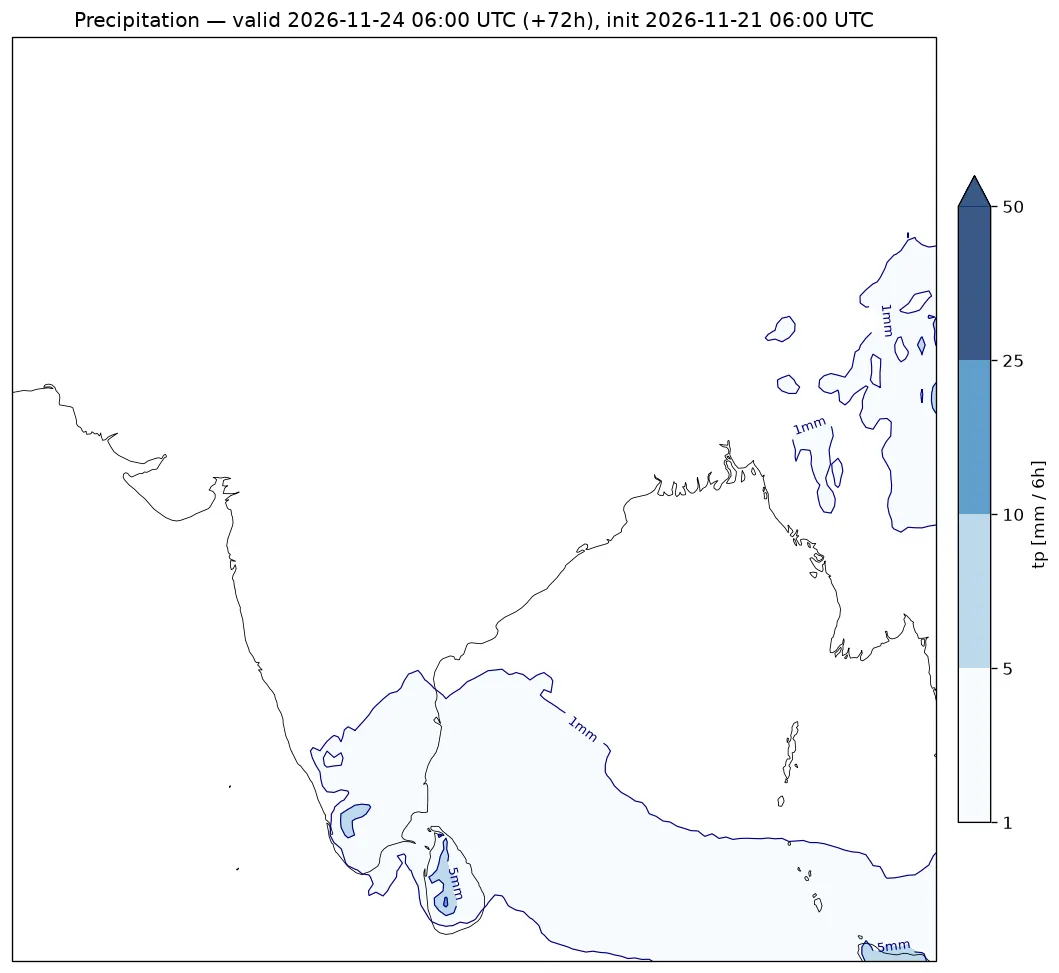 Precipitation — valid 2026-11-24 06:00 UTC (+72h), init 2026-11-21 06:00 UTC
50
1mm
25
1mm
10
tp [mm / 6h]
5
1mm
1
5mm
5mm